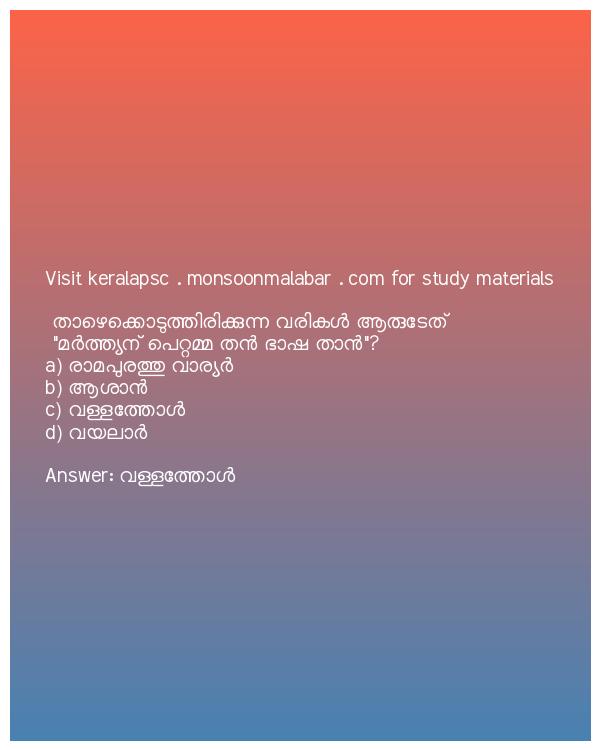 Visit keralapsc . monsoonmalabar . com for study materials
താഴെക്കൊടുത്തിരിക്കുന്ന വരികൾ ആരുടേത്
"മർത്ത്യന് പെറ്റമ്മ തൻ ഭാഷ താൻ"?
a) രാമപുരത്തു വാര്യർ
b) ആശാൻ
c) വള്ളത്തോൾ
d) വയലാർ
Answer: വള്ളത്തോൾ